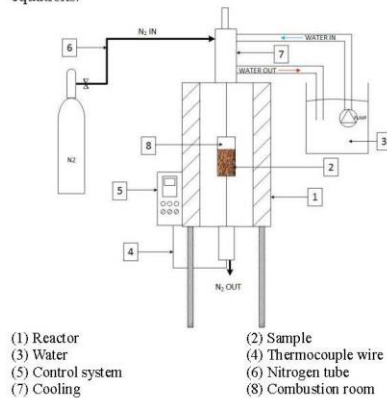 equations.
N₂ IN
WATER IN
6
7
WATER OUT
PUMP
N2
8
3
5
2
1
4
N₂ OUT
(1) Reactor (2) Sample
(3) Water (4) Thermocouple wire
(5) Control system (6) Nitrogen tube
(7) Cooling (8) Combustion room